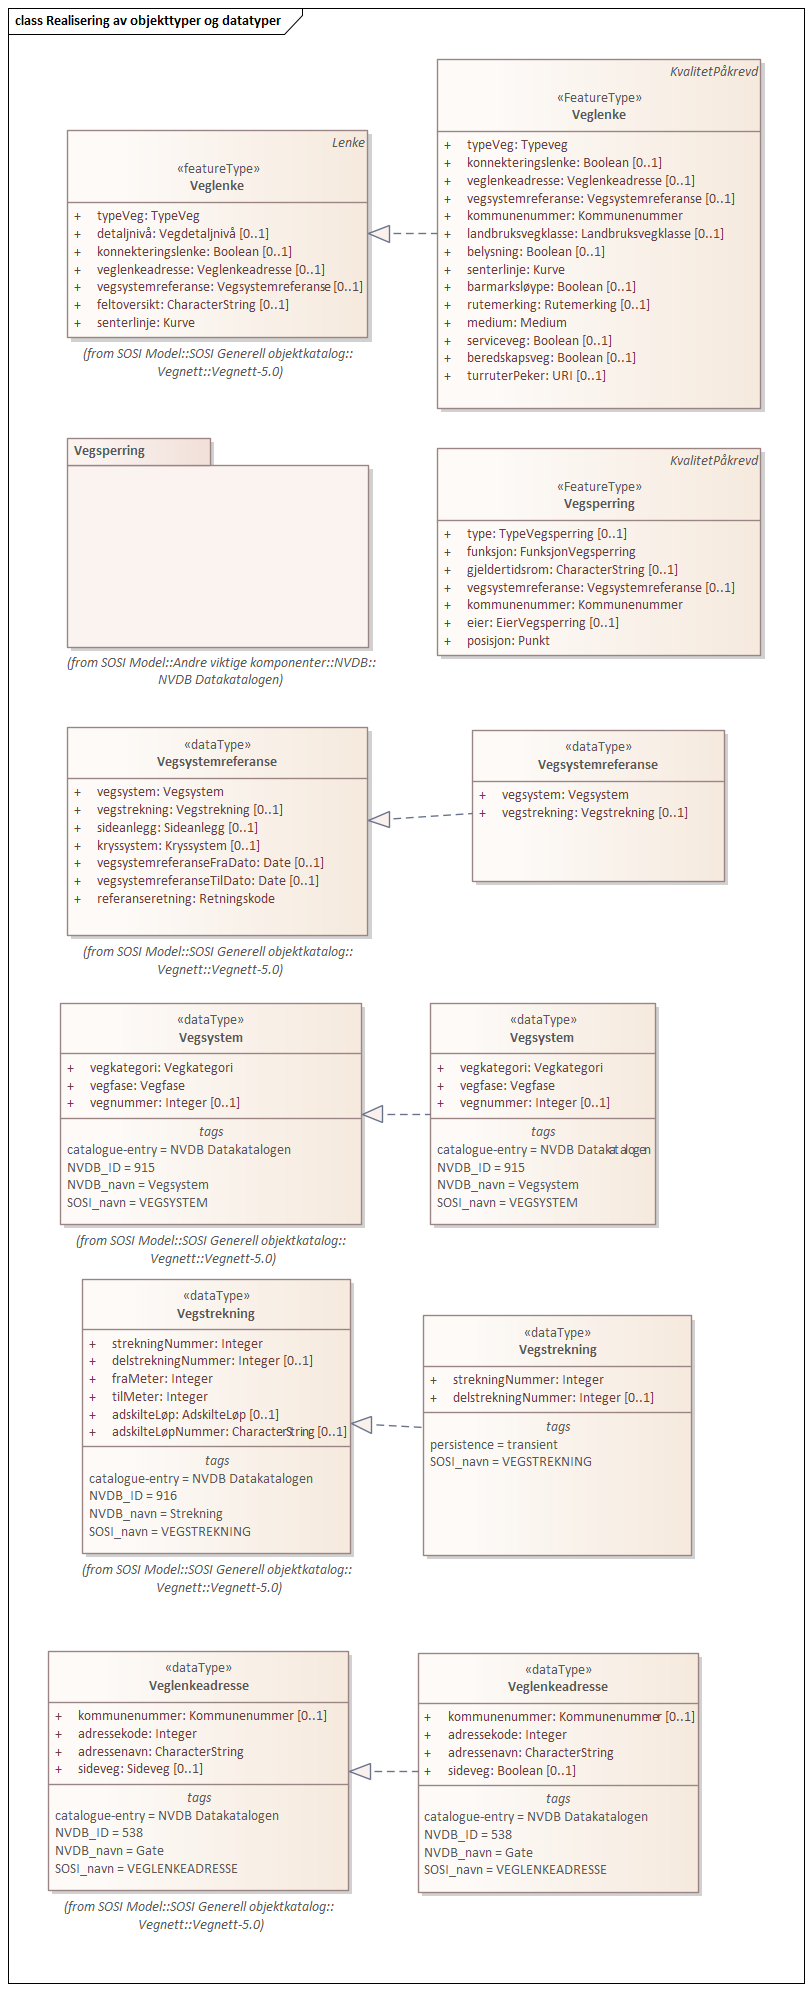 class Realisering av objekttyper og datatyper
Lenke
«featureType»
Veglenke
+ typeVeg: TypeVeg
+ detaljnivå: Vegdetaljnivå [0..1]
+ konnekteringslenke: Boolean [0..1]
+ veglenkeadresse: Veglenkeadresse [0..1]
+ vegsystemreferanse: Vegsystemreferanse [0..1]
+ feltoversikt: CharacterString [0..1]
+ senterlinje: Kurve
(from SOSI Model::SOSI Generell objektkatalog::
Vegnett::Vegnett-5.0)
KvalitetPåkrevd
«FeatureType»
Veglenke
+ typeVeg: Typeveg
+ konnekteringslenke: Boolean [0..1]
+ veglenkeadresse: Veglenkeadresse [0..1]
+ vegsystemreferanse: Vegsystemreferanse [0..1]
+ kommunenummer: Kommunenummer
+ landbruksvegklasse: Landbruksvegklasse [0..1]
+ belysning: Boolean [0..1]
+ senterlinje: Kurve
+ barmarksløype: Boolean [0..1]
+ rutemerking: Rutemerking [0..1]
+ medium: Medium
+ serviceveg: Boolean [0..1]
+ beredskapsveg: Boolean [0..1]
+ turruterPeker: URI [0..1]
Vegsperring
(from SOSI Model::Andre viktige komponenter::NVDB::
NVDB Datakatalogen)
KvalitetPåkrevd
«FeatureType»
Vegsperring
+ type: TypeVegsperring [0..1]
+ funksjon: FunksjonVegsperring
+ gjeldertidsrom: CharacterString [0..1]
+ vegsystemreferanse: Vegsystemreferanse [0..1]
+ kommunenummer: Kommunenummer
+ eier: EierVegsperring [0..1]
+ posisjon: Punkt
«dataType»
Vegsystemreferanse
+ vegsystem: Vegsystem
+ vegstrekning: Vegstrekning [0..1]
+ sideanlegg: Sideanlegg [0..1]
+ kryssystem: Kryssystem [0..1]
+ vegsystemreferanseFraDato: Date [0..1]
+ vegsystemreferanseTilDato: Date [0..1]
+ referanseretning: Retningskode
(from SOSI Model::SOSI Generell objektkatalog::
Vegnett::Vegnett-5.0)
«dataType»
Vegsystemreferanse
+ vegsystem: Vegsystem
+ vegstrekning: Vegstrekning [0..1]
«dataType»
Vegsystem
+ vegkategori: Vegkategori
+ vegfase: Vegfase
+ vegnummer: Integer [0..1]
tags
catalogue-entry = NVDB Datakatalogen
NVDB_ID = 915
NVDB_navn = Vegsystem
SOSI_navn = VEGSYSTEM
(from SOSI Model::SOSI Generell objektkatalog::
Vegnett::Vegnett-5.0)
«dataType»
Vegsystem
+ vegkategori: Vegkategori
+ vegfase: Vegfase
+ vegnummer: Integer [0..1]
tags
catalogue-entry = NVDB Datakatalogen
NVDB_ID = 915
NVDB_navn = Vegsystem
SOSI_navn = VEGSYSTEM
«dataType»
Vegstrekning
+ strekningNummer: Integer
+ delstrekningNummer: Integer [0..1]
+ fraMeter: Integer
+ tilMeter: Integer
+ adskilteLøp: AdskilteLøp [0..1]
+ adskilteLøpNummer: CharacterString [0..1]
tags
catalogue-entry = NVDB Datakatalogen
NVDB_ID = 916
NVDB_navn = Strekning
SOSI_navn = VEGSTREKNING
(from SOSI Model::SOSI Generell objektkatalog::
Vegnett::Vegnett-5.0)
«dataType»
Vegstrekning
+ strekningNummer: Integer
+ delstrekningNummer: Integer [0..1]
tags
persistence = transient
SOSI_navn = VEGSTREKNING
«dataType»
Veglenkeadresse
+ kommunenummer: Kommunenummer [0..1]
+ adressekode: Integer
+ adressenavn: CharacterString
+ sideveg: Sideveg [0..1]
tags
catalogue-entry = NVDB Datakatalogen
NVDB_ID = 538
NVDB_navn = Gate
SOSI_navn = VEGLENKEADRESSE
(from SOSI Model::SOSI Generell objektkatalog::
Vegnett::Vegnett-5.0)
«dataType»
Veglenkeadresse
+ kommunenummer: Kommunenummer [0..1]
+ adressekode: Integer
+ adressenavn: CharacterString
+ sideveg: Boolean [0..1]
tags
catalogue-entry = NVDB Datakatalogen
NVDB_ID = 538
NVDB_navn = Gate
SOSI_navn = VEGLENKEADRESSE